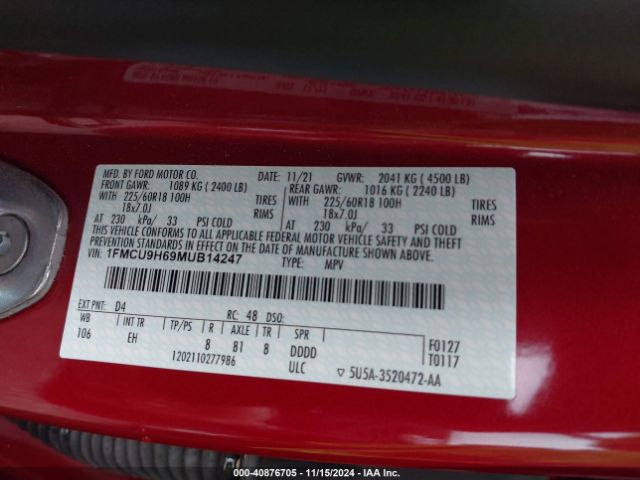 MFD. BY FORD MOTOR CO. DATE: 11/21 GVWR: 2041 KG ( 4500 LB)
FRONT GAWR: 1089 KG ( 2400 LB) REAR GAWR: 1016 KG ( 2240 LB)
WITH 225/60R18 100H TIRES WITH 225/60R18 100H TIRES
18x7.0J RIMS 18x7.0J RIMS
AT 230 kPa/ 33 PSI COLD AT 230 kPa/ 33 PSI COLD
THIS VEHICLE CONFORMS TO ALL APPLICABLE FEDERAL MOTOR VEHICLE SAFETY AND THEFT
PREVENTION STANDARDS IN EFFECT ON THE DATE OF MANUFACTURE SHOWN ABOVE.
VIN: 1FMCU9H69MUB14247 TYPE: MPV
EXT PNT: D4 RC: 48 DSO:
WB INT TR TP/PS R AXLE TR SPR F0127
106 EH 8 81 8 DDDD T0117
1202110277986 ULC ▽ 5U5A-3520472-AA
000-40876705 - 11/15/2024 - IAA Inc.